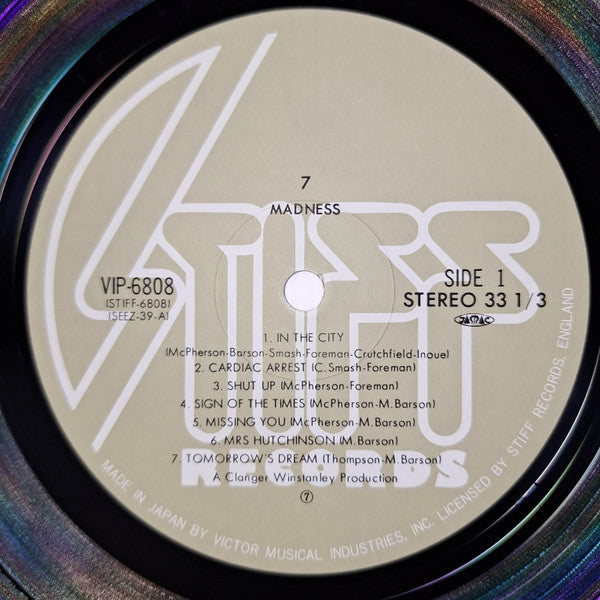 STIFF
RECORDS
7
MADNESS
VIP-6808
(STIFF-6808)
(SEEZ-39-A)
SIDE 1
STEREO 33 1/3
JASRAC
1. IN THE CITY
(McPherson-Barson-Smash-Foreman-Crutchfield-Inoue)
2. CARDIAC ARREST (C. Smash-Foreman)
3. SHUT UP (McPherson-Foreman)
4. SIGN OF THE TIMES (McPherson-M. Barson)
5. MISSING YOU (McPherson-M. Barson)
6. MRS HUTCHINSON (M. Barson)
7. TOMORROW'S DREAM (Thompson-M. Barson)
A Clanger Winstanley Production
7
MADE IN JAPAN BY VICTOR MUSICAL INDUSTRIES, INC. LICENSED BY STIFF RECORDS, ENGLAND